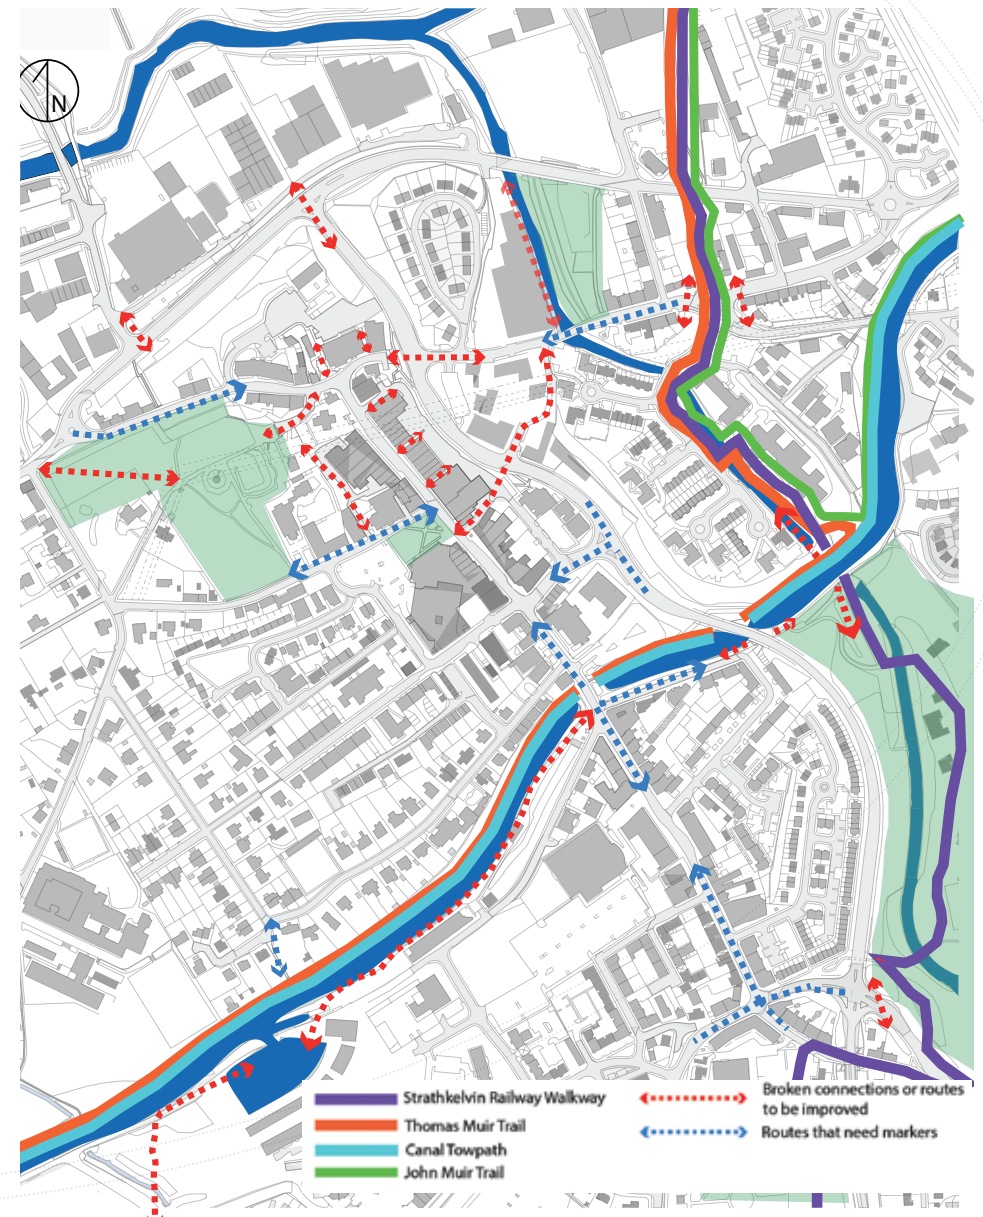 N
Strathkelvin Railway Walkway
Thomas Muir Trail
Canal Towpath
John Muir Trail
Broken connections or routes
to be improved
Routes that need markers